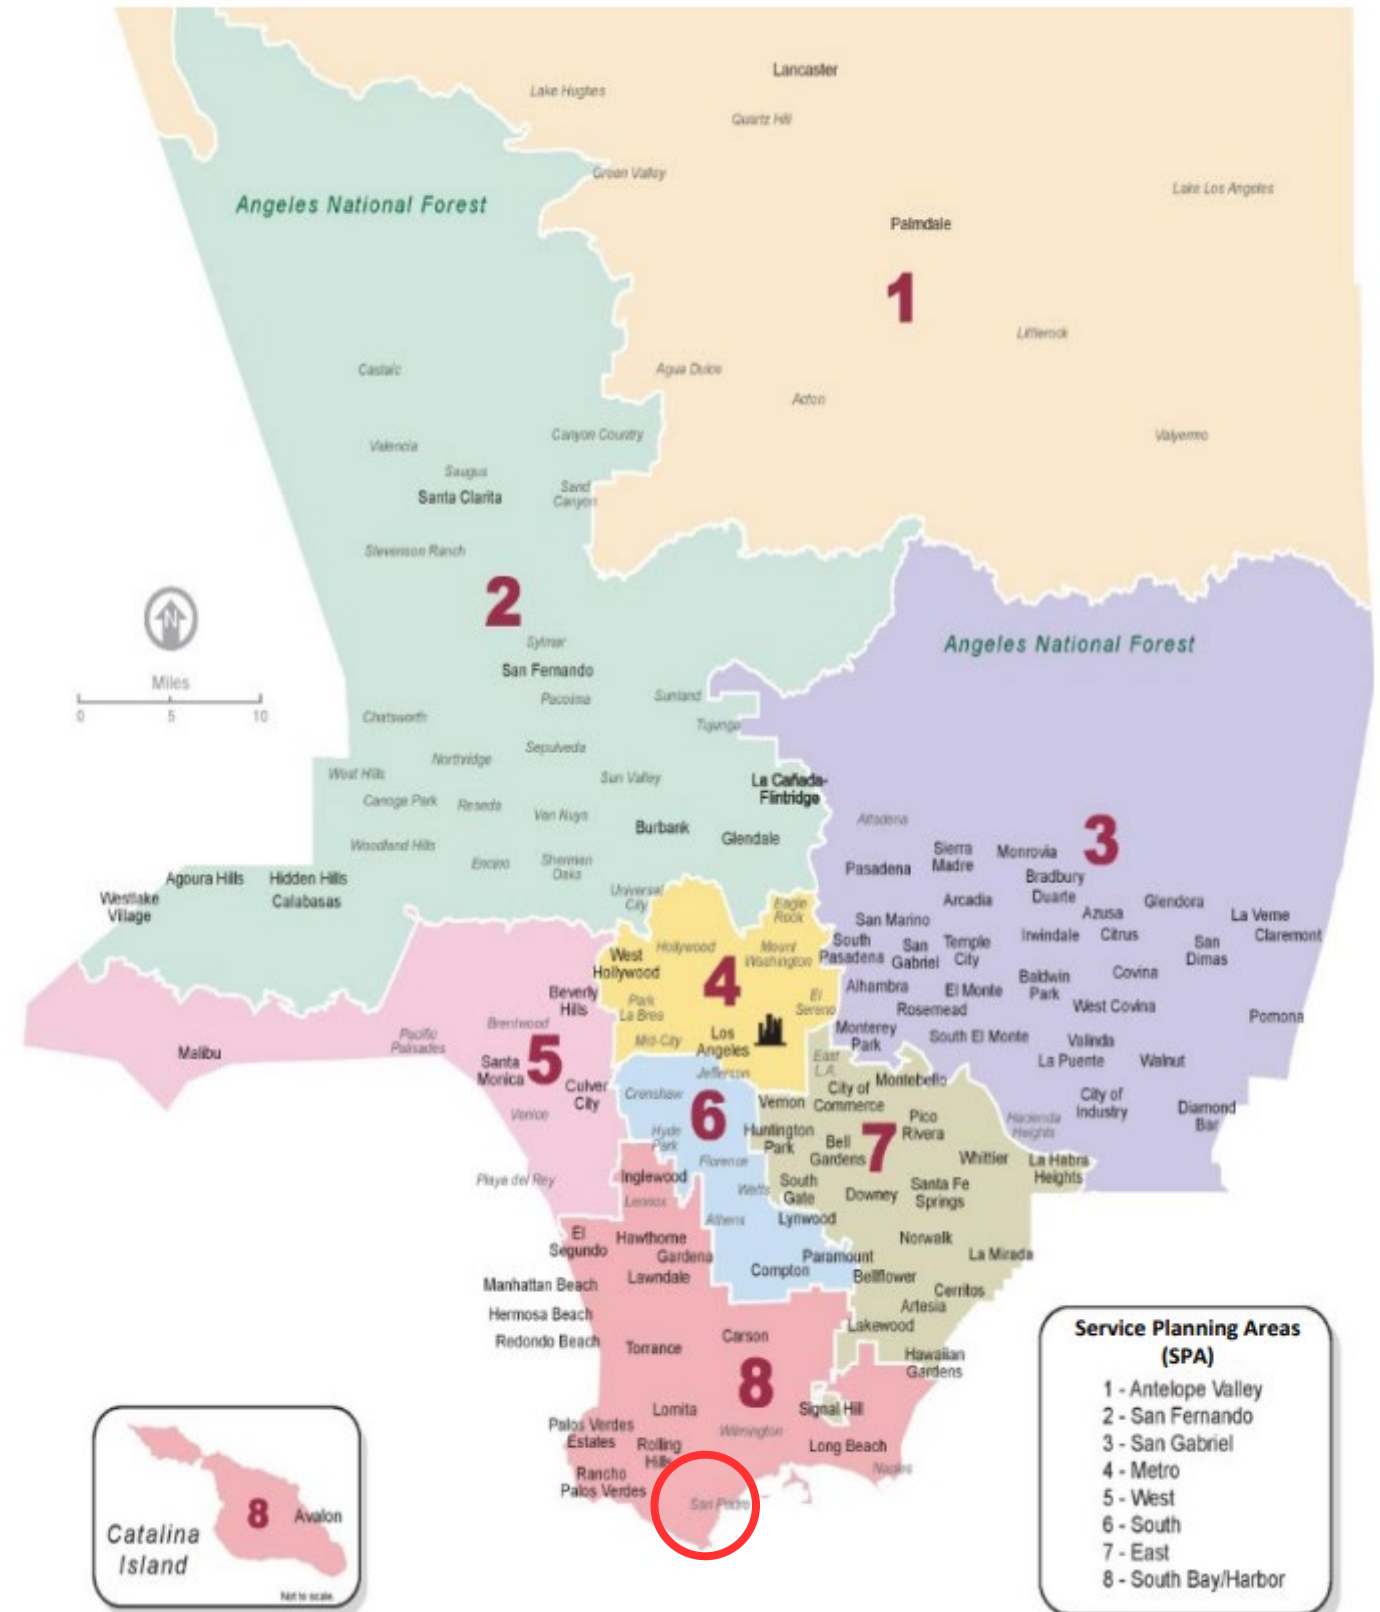 Lancaster
Lake Hughes
Quartz Hill
Green Valley
Lake Los Angeles
Angeles National Forest
Palmdale
1
Littlerock
Castaic
Agua Dulce
Acton
Canyon Country
Valencia
Valyermo
Saugus
Santa Clarita
Sand
Canyon
Stevenson Ranch
2
N
Miles
0 5 10
Sylmar
San Fernando
Angeles National Forest
Pacoima
Sunland
Chatsworth
Tujunga
Northridge
Sepulveda
West Hills
Sun Valley
La Cañada-
Flintridge
Canoga Park
Reseda
Van Nuys
Burbank
Glendale
Woodland Hills
Encino
Sherman
Oaks
Agoura Hills
Hidden Hills
Calabasas
Westlake
Village
Universal
City
Altadena
3
Sierra
Madre
Monrovia
Pasadena
Bradbury
Duarte
Arcadia
Azusa
Glendora
La Verne
Claremont
San Marino
Irwindale
Citrus
San
Dimas
South
Pasadena
San
Gabriel
Temple
City
Covina
Baldwin
Park
Alhambra
El Monte
Rosemead
West Covina
Pomona
Monterey
Park
South El Monte
Valinda
La Puente
Walnut
City of
Industry
Diamond
Bar
Hacienda
Heights
Eagle
Rock
Hollywood
Mount
Washington
West
Hollywood
4
Park
La Brea
El
Sereno
Mid-City
Los
Angeles
Beverly
Hills
Brentwood
Pacific
Palisades
5
Malibu
Santa
Monica
Culver
City
Venice
Playa del Rey
Jefferson
Crenshaw
6
Hyde
Park
Florence
Watts
Athens
Lynwood
Compton
Paramount
East
L.A.
City of
Commerce
Montebello
Vernon
Huntington
Park
Bell
Gardens
7
Pico
Rivera
Whittier
La Habra
Heights
South
Gate
Downey
Santa Fe
Springs
Norwalk
La Mirada
Bellflower
Cerritos
Artesia
Lakewood
Hawaiian
Gardens
Inglewood
Lennox
El
Segundo
Hawthorne
Gardena
Lawndale
Manhattan Beach
Hermosa Beach
Redondo Beach
Torrance
Carson
8
Lomita
Signal Hill
Wilmington
Palos Verdes
Estates
Rolling
Hills
Long Beach
Naples
Rancho
Palos Verdes
San Pedro
8
Avalon
Catalina
Island
Not to scale
Service Planning Areas
(SPA)
1 - Antelope Valley
2 - San Fernando
3 - San Gabriel
4 - Metro
5 - West
6 - South
7 - East
8 - South Bay/Harbor